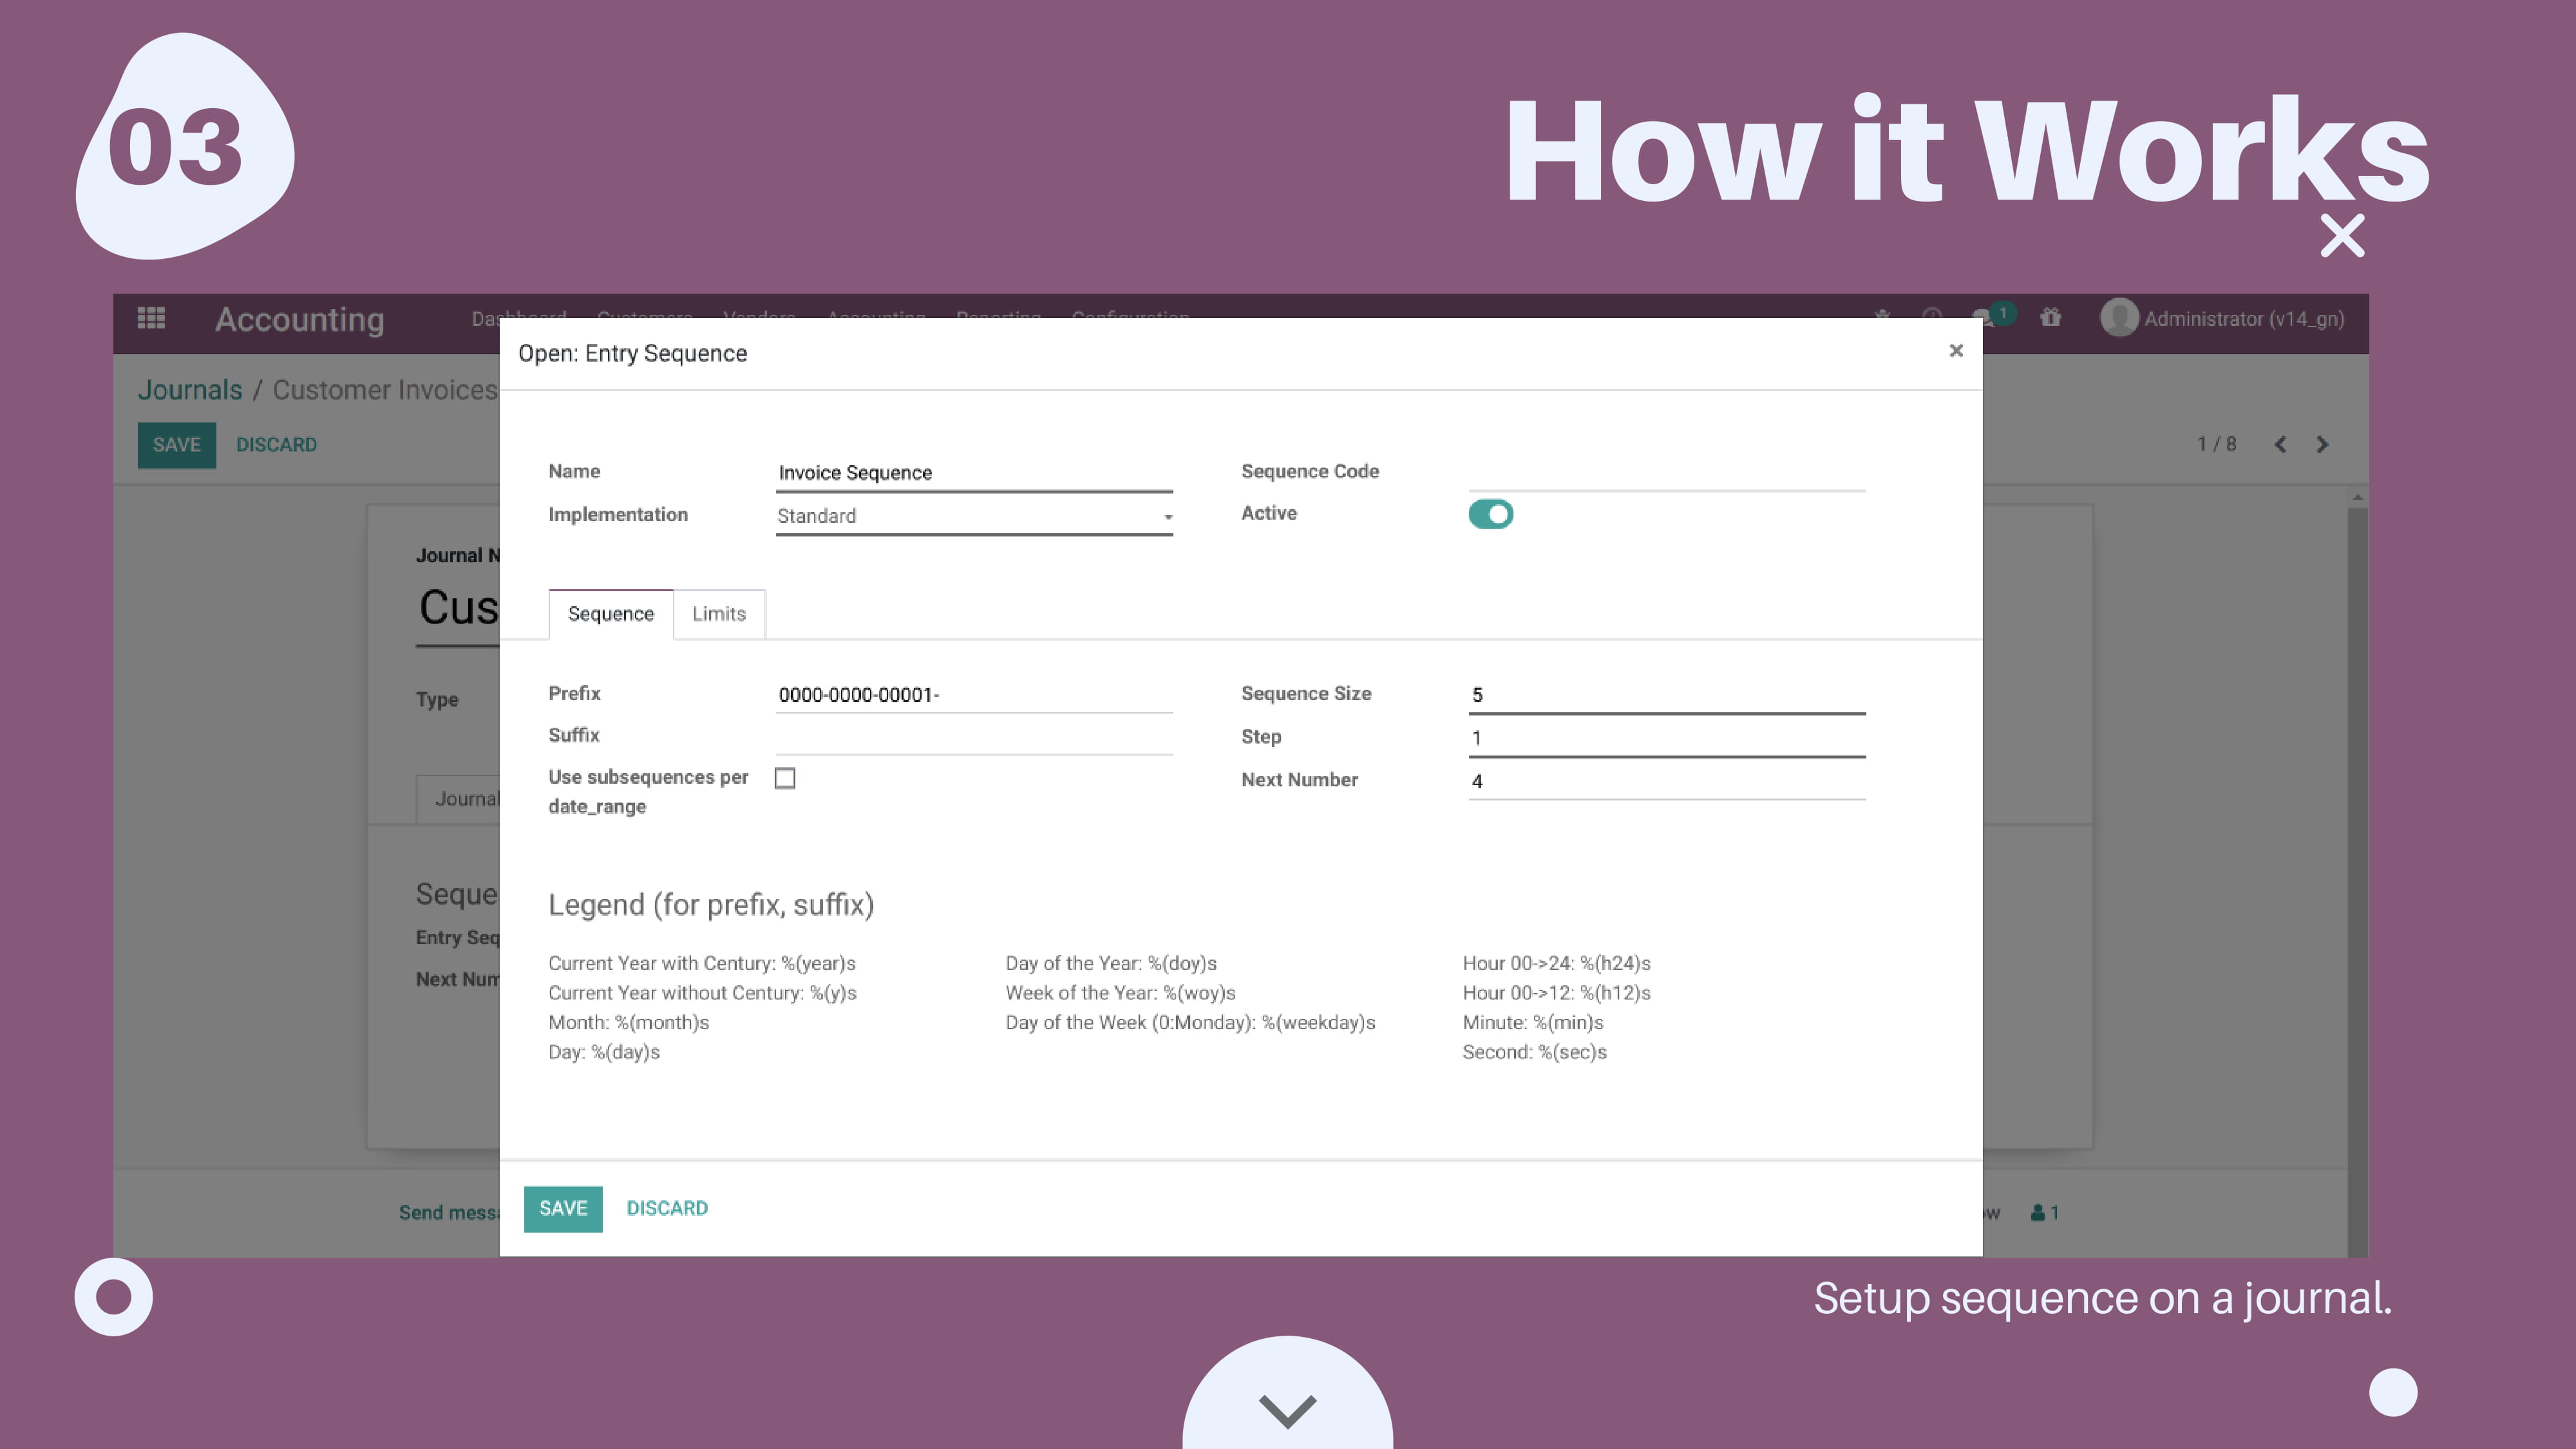 03
How it Works
Accounting
Dashboard Customers Vendors Accounting Reporting Configuration
1
Administrator (v14_gn)
Open: Entry Sequence
Journals / Customer Invoices
SAVE DISCARD
1 / 8
Name Invoice Sequence
Sequence Code
Implementation Standard
Active
Journal N
Cus
Sequence Limits
Type
Prefix 0000-0000-00001-
Sequence Size 5
Suffix
Step 1
Use subsequences per
date_range
Next Number 4
Journal
Seque
Entry Seq
Next Num
Legend (for prefix, suffix)
Current Year with Century: %(year)s
Current Year without Century: %(y)s
Month: %(month)s
Day: %(day)s
Day of the Year: %(doy)s
Week of the Year: %(woy)s
Day of the Week (0:Monday): %(weekday)s
Hour 00->24: %(h24)s
Hour 00->12: %(h12)s
Minute: %(min)s
Second: %(sec)s
SAVE DISCARD
Send messa
ow 1
Setup sequence on a journal.